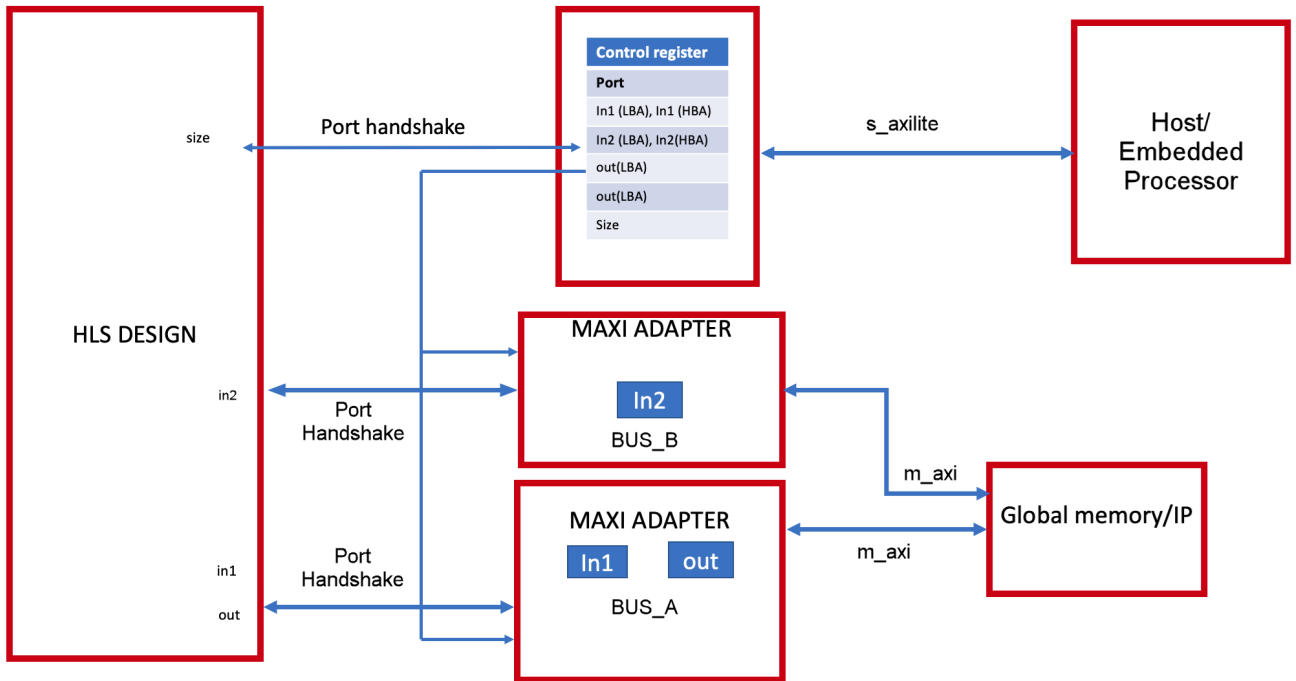 Control register
Port
In1 (LBA), In1 (HBA)
In2 (LBA), In2(HBA)
out(LBA)
out(LBA)
Size
size
Port handshake
s_axilite
Host/
Embedded
Processor
HLS DESIGN
MAXI ADAPTER
In2
BUS_B
in2
Port
Handshake
m_axi
Global memory/IP
MAXI ADAPTER
In1
out
BUS_A
m_axi
Port
Handshake
in1
out